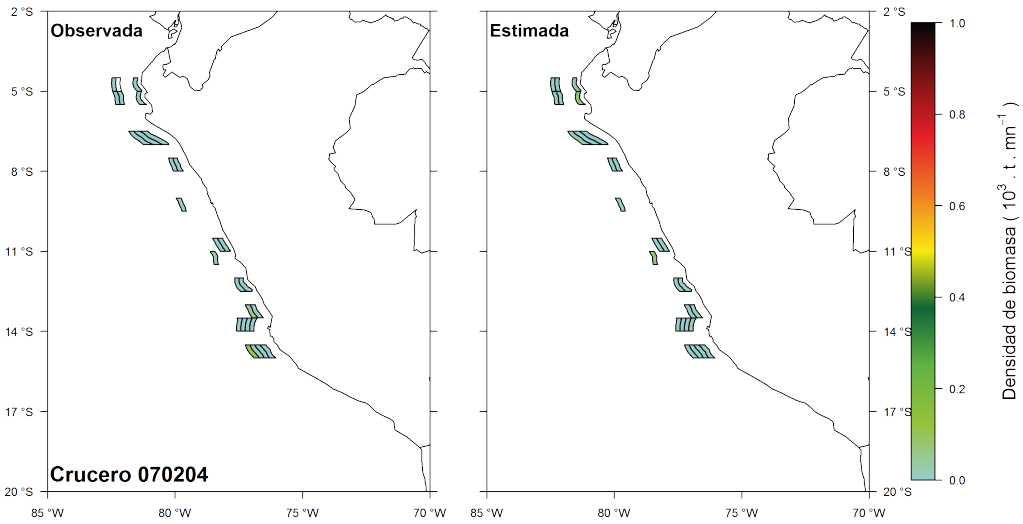 Observada
Estimada
Crucero 070204
2 °S
5 °S
8 °S
11 °S
14 °S
17 °S
20 °S
85 °W
80 °W
75 °W
70 °W
2 °S
5 °S
8 °S
11 °S
14 °S
17 °S
20 °S
85 °W
80 °W
75 °W
70 °W
1.0
0.8
0.6
0.4
0.2
0.0
Densidad de biomasa ( 10³ . t . mn⁻¹ )